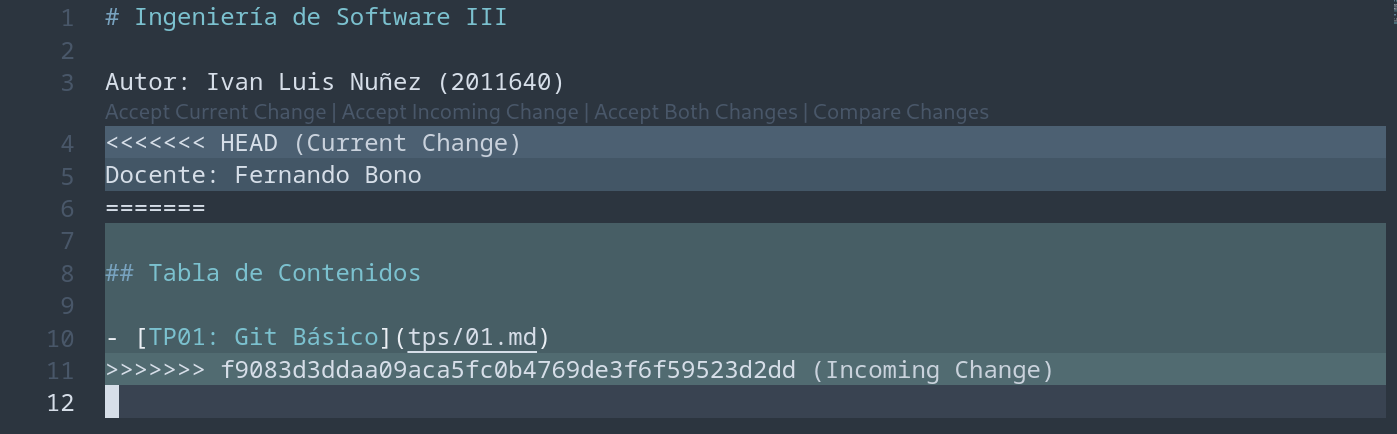 1 # Ingeniería de Software III
2
3 Autor: Ivan Luis Nuñez (2011640)
Accept Current Change | Accept Incoming Change | Accept Both Changes | Compare Changes
4 <<<<<<< HEAD (Current Change)
5 Docente: Fernando Bono
6 =======
7
8 ## Tabla de Contenidos
9
10 - [TP01: Git Básico](tps/01.md)
11 >>>>>>> f9083d3ddaa09aca5fc0b4769de3f6f59523d2dd (Incoming Change)
12